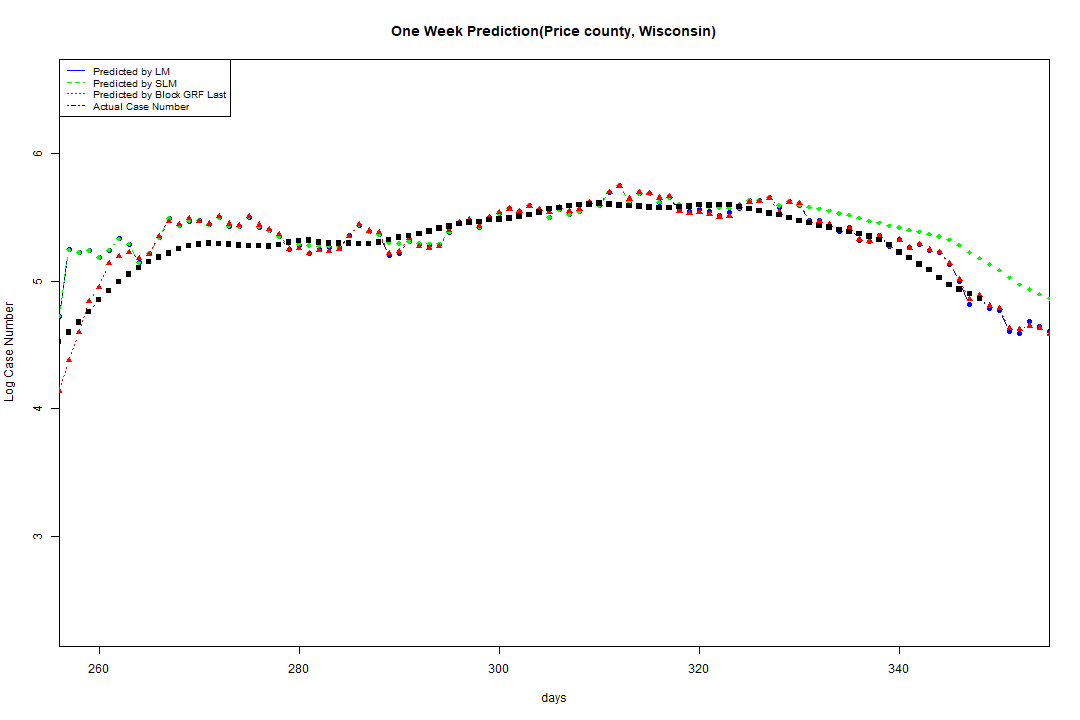 One Week Prediction(Price county, Wisconsin)
Predicted by LM
Predicted by SLM
Predicted by Block GRF Last
Actual Case Number
6
5
4
3
Log Case Number
260 280 300 320 340
days